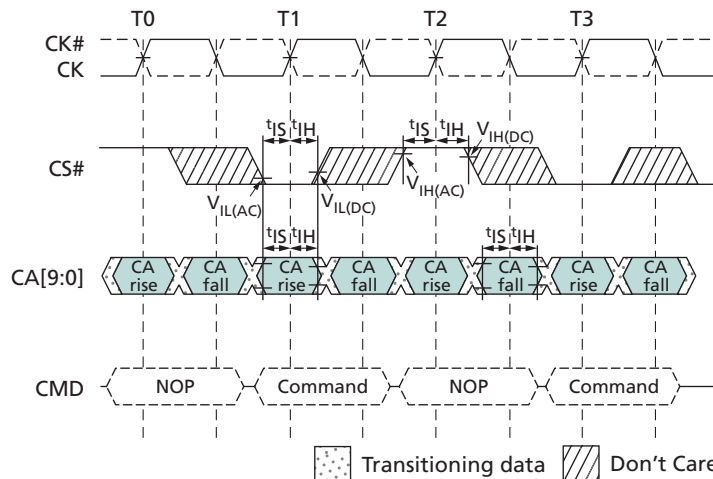 T0 T1 T2 T3
CK#
CK
tIS tIH tIS tIH
VIH(DC)
CS#
VIL(AC) VIL(DC) VIH(AC)
tIS tIH tIS tIH
CA[9:0]
CA rise CA fall CA rise CA fall CA rise CA fall CA rise CA fall
CMD NOP Command NOP Command
Transitioning data Don't Care